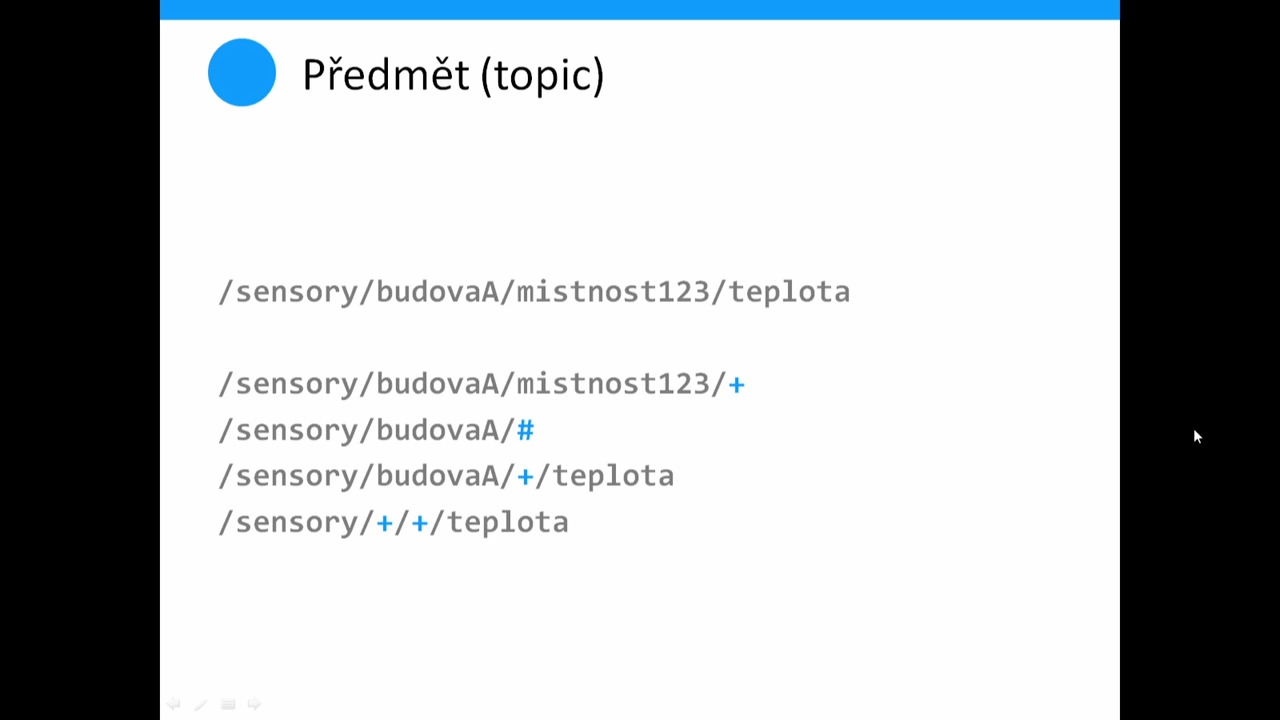 Předmět (topic)
/sensory/budovaA/mistnost123/teplota
/sensory/budovaA/mistnost123/+
/sensory/budovaA/#
/sensory/budovaA/+/teplota
/sensory/+/+/teplota